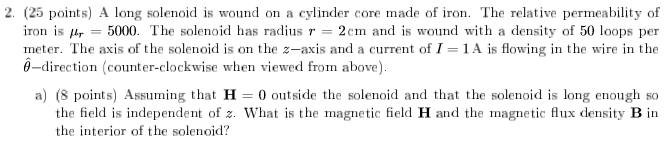 2. (25 points) A long solenoid is wound on a cylinder core made of iron. The relative permeability of
iron is μᵣ = 5000. The solenoid has radius r = 2cm and is wound with a density of 50 loops per
meter. The axis of the solenoid is on the z−axis and a current of I = 1A is flowing in the wire in the
θ̂−direction (counter-clockwise when viewed from above).
a) (8 points) Assuming that H = 0 outside the solenoid and that the solenoid is long enough so
the field is independent of z. What is the magnetic field H and the magnetic flux density B in
the interior of the solenoid?